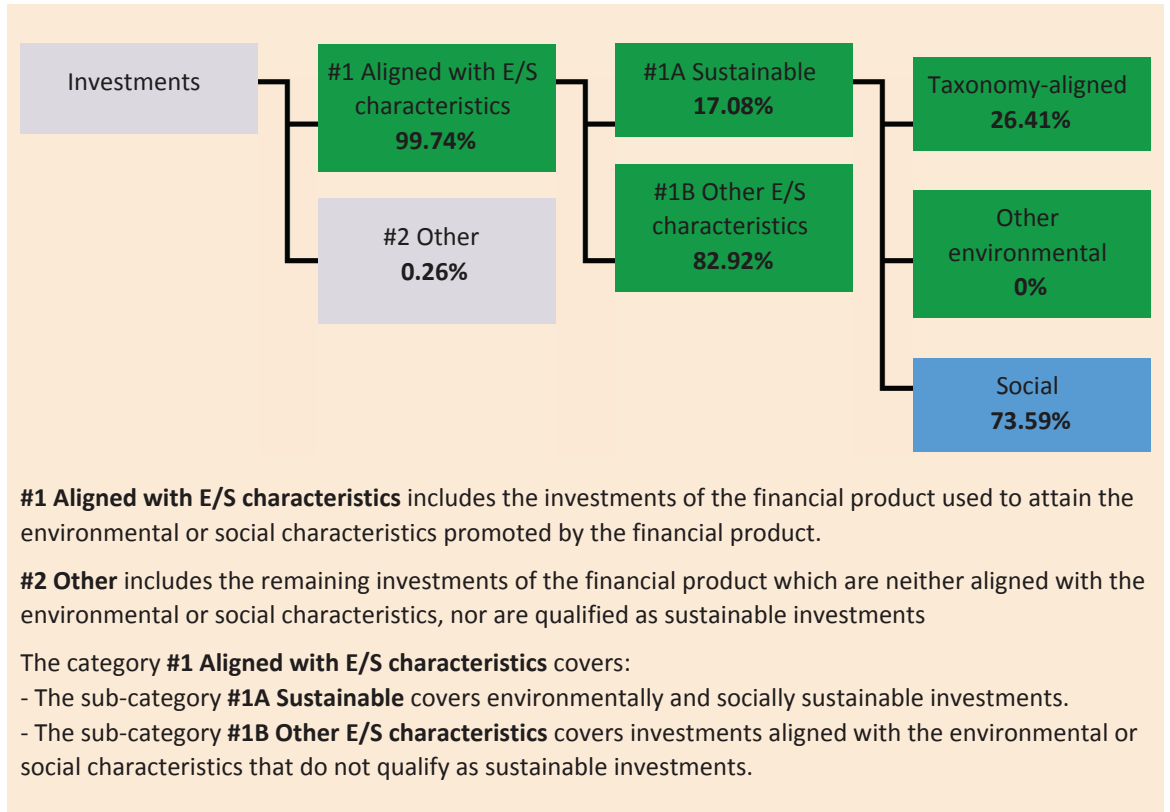 Investments
#1 Aligned with E/S
characteristics
99.74%
#2 Other
0.26%
#1A Sustainable
17.08%
#1B Other E/S
characteristics
82.92%
Taxonomy-aligned
26.41%
Other
environmental
0%
Social
73.59%
#1 Aligned with E/S characteristics includes the investments of the financial product used to attain the
environmental or social characteristics promoted by the financial product.
#2 Other includes the remaining investments of the financial product which are neither aligned with the
environmental or social characteristics, nor are qualified as sustainable investments
The category #1 Aligned with E/S characteristics covers:
- The sub-category #1A Sustainable covers environmentally and socially sustainable investments.
- The sub-category #1B Other E/S characteristics covers investments aligned with the environmental or
social characteristics that do not qualify as sustainable investments.